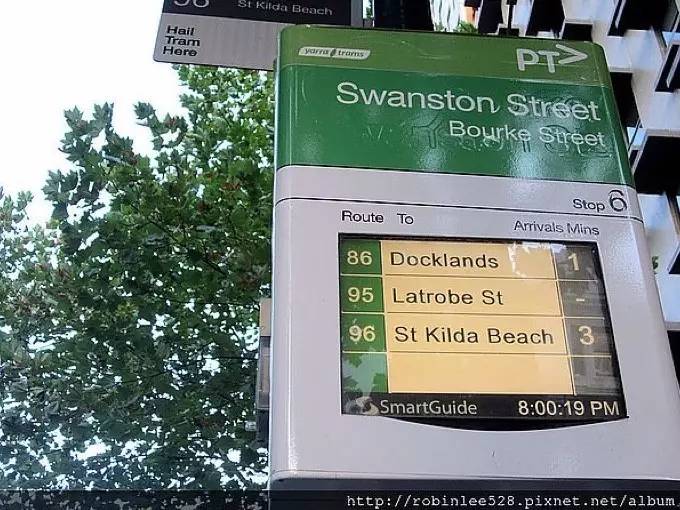 St Kilda Beach
Hail
Tram
Here
yarra trams
PT>
Swanston Street
Bourke Street
Stop 6
Route To Arrivals Mins
86 Docklands 1
95 Latrobe St -
96 St Kilda Beach 3
SmartGuide 8:00:19 PM
http://robinlee528.pixnet.net/album